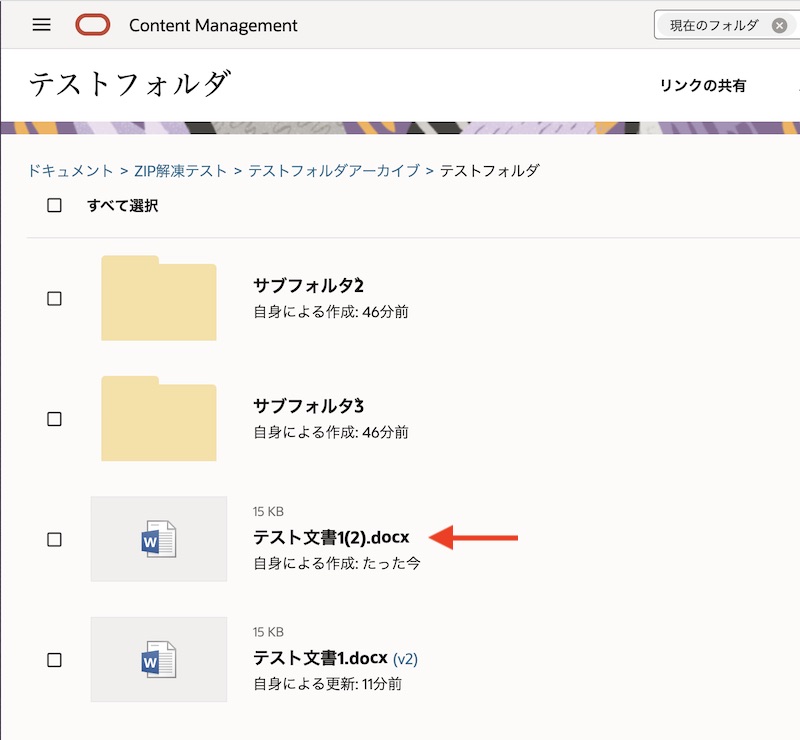 Content Management
現在のフォルダ
テストフォルダ
リンクの共有
ドキュメント > ZIP解凍テスト > テストフォルダアーカイブ > テストフォルダ
すべて選択
サブフォルダ2
自身による作成: 46分前
サブフォルダ3
自身による作成: 46分前
15 KB
テスト文書1(2).docx
自身による作成: たった今
15 KB
テスト文書1.docx (v2)
自身による更新: 11分前
W
W